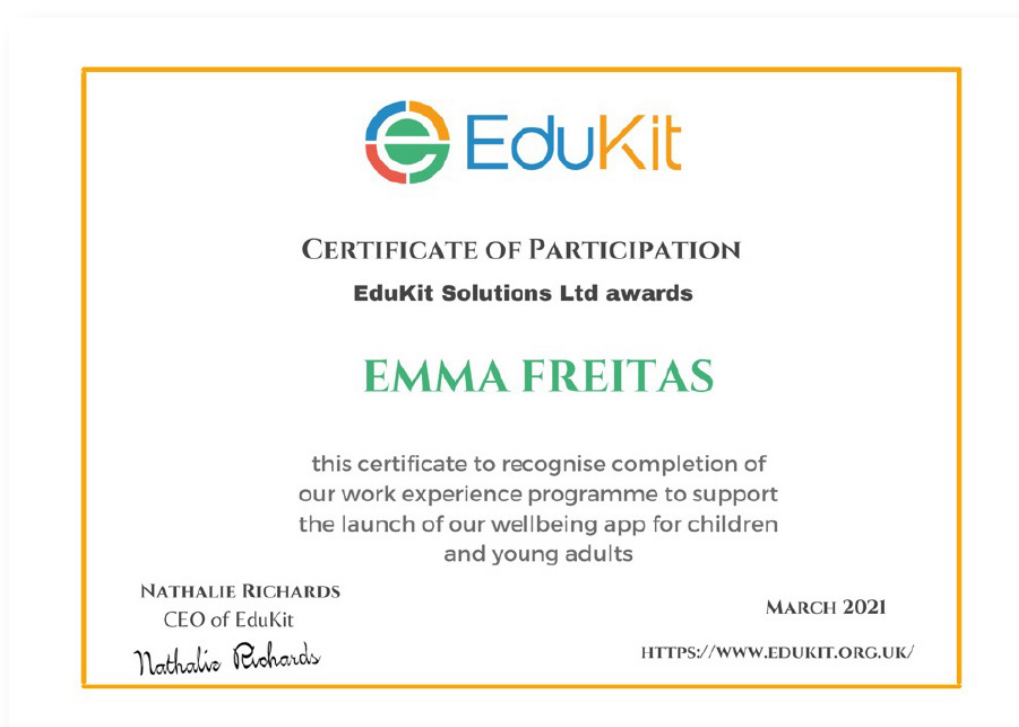 EduKit
CERTIFICATE OF PARTICIPATION
EduKit Solutions Ltd awards
EMMA FREITAS
this certificate to recognise completion of
our work experience programme to support
the launch of our wellbeing app for children
and young adults
NATHALIE RICHARDS
CEO of EduKit
Nathalie Richards
MARCH 2021
HTTPS://WWW.EDUKIT.ORG.UK/